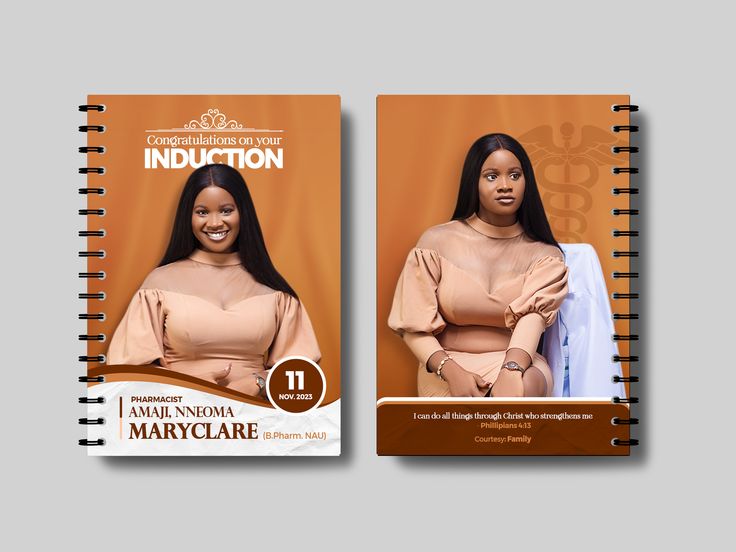 Congratulations on your
INDUCTION
11
NOV. 2023
PHARMACIST
AMAJI, NNEOMA
MARYCLARE (B.Pharm. NAU)
I can do all things through Christ who strengthens me
- Phillipians 4:13
Courtesy: Family